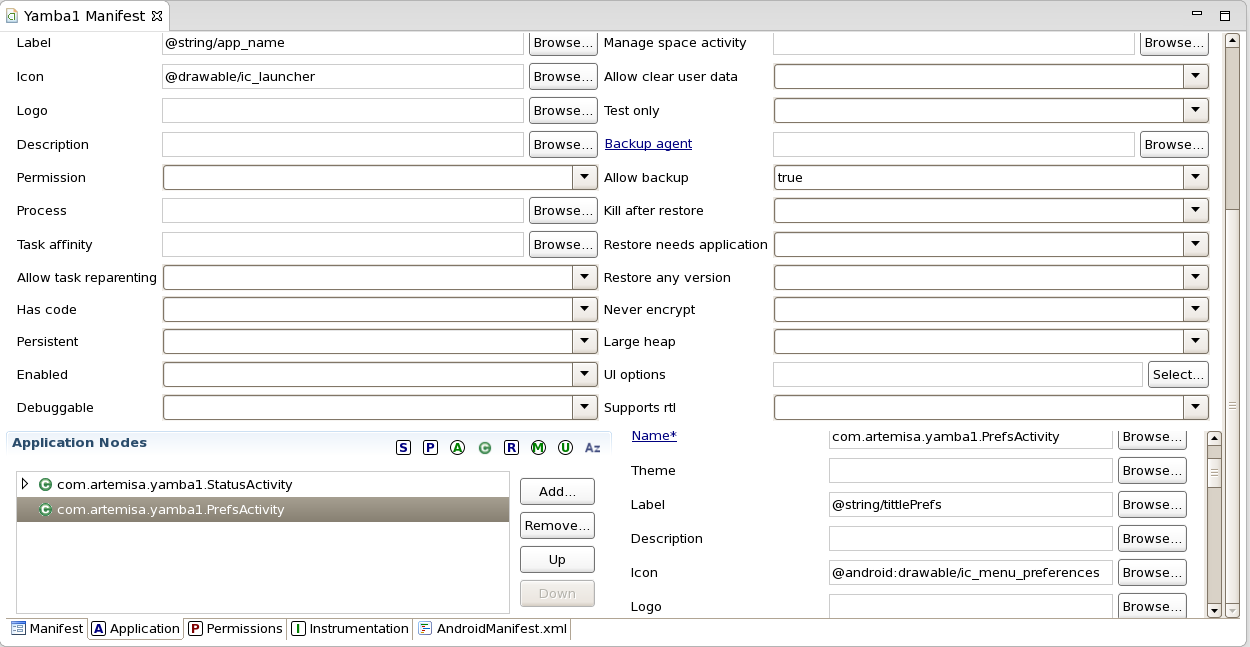 Yamba1 Manifest
Label @string/app_name Browse... Manage space activity Browse...
Icon @drawable/ic_launcher Browse... Allow clear user data
Logo Browse... Test only
Description Browse... Backup agent Browse...
Permission Allow backup true
Process Browse... Kill after restore
Task affinity Browse... Restore needs application
Allow task reparenting Restore any version
Has code Never encrypt
Persistent Large heap
Enabled UI options Select...
Debuggable Supports rtl
Application Nodes S P A C R M U Az
C com.artemisa.yamba1.StatusActivity
C com.artemisa.yamba1.PrefsActivity
Add...
Remove...
Up
Down
Name* com.artemisa.yamba1.PrefsActivity Browse...
Theme Browse...
Label @string/tittlePrefs Browse...
Description Browse...
Icon @android:drawable/ic_menu_preferences Browse...
Logo Browse...
Manifest A Application P Permissions I Instrumentation AndroidManifest.xml